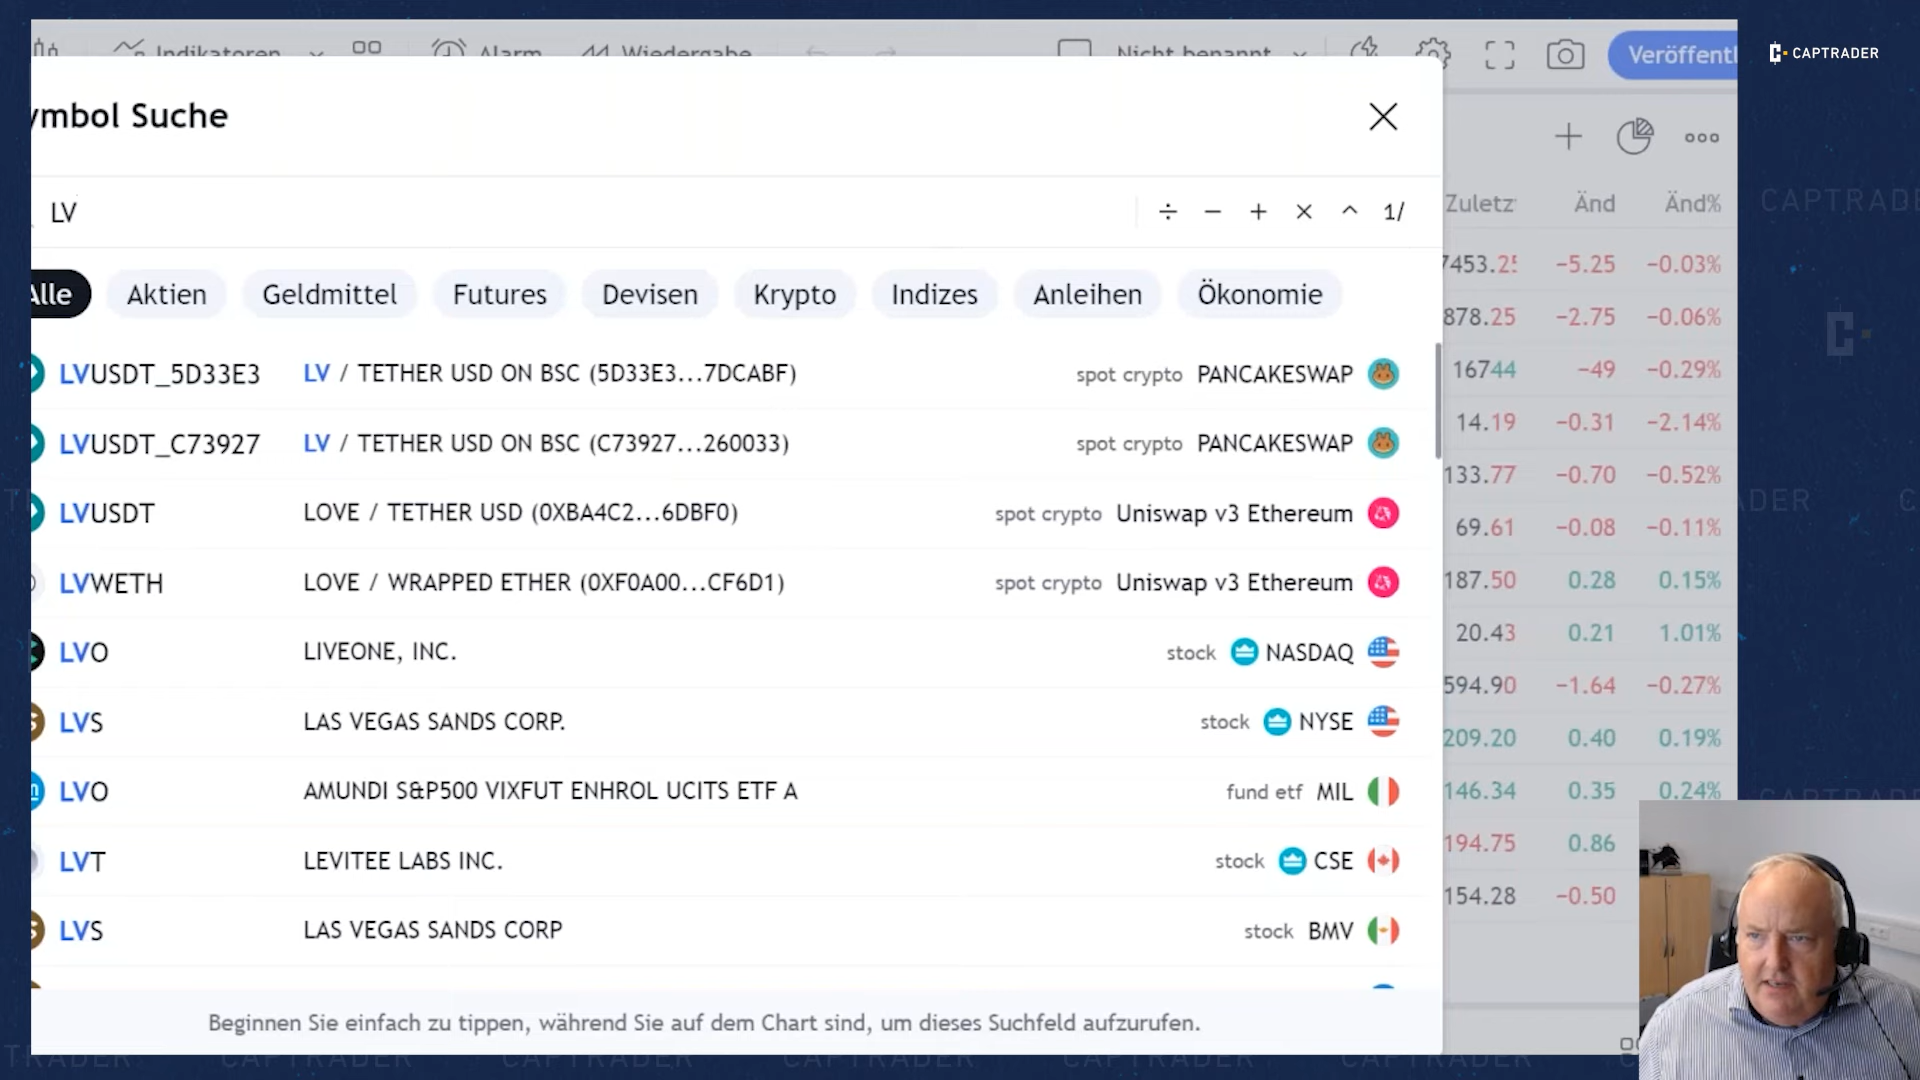 Indikatoren Alarm Wiedergabe Nicht benannt Veröffentl
CAPTRADER
ymbol Suche
LV
÷ − + × ^ 1/
Alle Aktien Geldmittel Futures Devisen Krypto Indizes Anleihen Ökonomie
LVUSDT_5D33E3 LV / TETHER USD ON BSC (5D33E3...7DCABF) spot crypto PANCAKESWAP
LVUSDT_C73927 LV / TETHER USD ON BSC (C73927...260033) spot crypto PANCAKESWAP
LVUSDT LOVE / TETHER USD (0XBA4C2...6DBF0) spot crypto Uniswap v3 Ethereum
LVWETH LOVE / WRAPPED ETHER (0XF0A00...CF6D1) spot crypto Uniswap v3 Ethereum
LVO LIVEONE, INC. stock NASDAQ
LVS LAS VEGAS SANDS CORP. stock NYSE
LVO AMUNDI S&P500 VIXFUT ENHROL UCITS ETF A fund etf MIL
LVT LEVITEE LABS INC. stock CSE
LVS LAS VEGAS SANDS CORP stock BMV
Beginnen Sie einfach zu tippen, während Sie auf dem Chart sind, um dieses Suchfeld aufzurufen.
Zuletz Änd Änd%
7453.25 −5.25 −0.03%
878.25 −2.75 −0.06%
16744 −49 −0.29%
14.19 −0.31 −2.14%
133.77 −0.70 −0.52%
69.61 −0.08 −0.11%
187.50 0.28 0.15%
20.43 0.21 1.01%
594.90 −1.64 −0.27%
209.20 0.40 0.19%
146.34 0.35 0.24%
194.75 0.86
154.28 −0.50